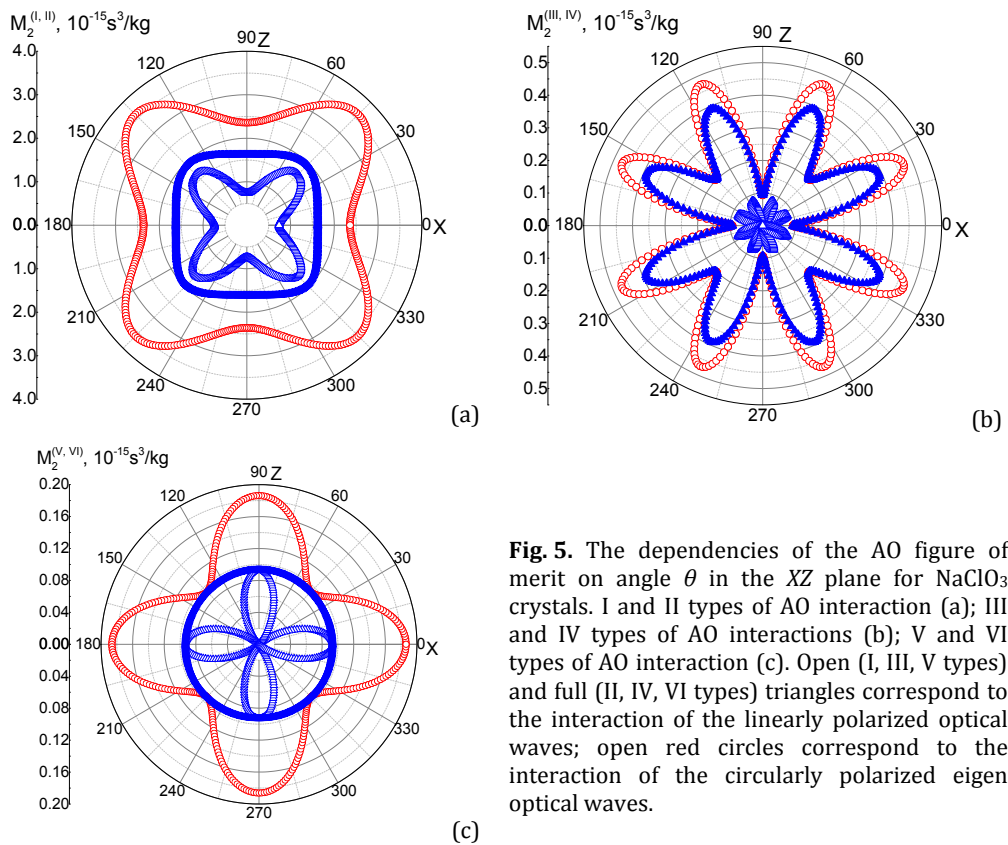 M₂^(I, II), 10⁻¹⁵s³/kg
4.0
3.0
2.0
1.0
0.0
1.0
2.0
3.0
4.0
90 Z
120
60
150
30
180
0 X
210
330
240
300
270
(a)
M₂^(III, IV), 10⁻¹⁵s³/kg
0.5
0.4
0.3
0.2
0.1
0.0
0.1
0.2
0.3
0.4
0.5
90 Z
120
60
150
30
180
0 X
210
330
240
300
270
(b)
M₂^(V, VI), 10⁻¹⁵s³/kg
0.20
0.16
0.12
0.08
0.04
0.00
0.04
0.08
0.12
0.16
0.20
90 Z
120
60
150
30
180
0 X
210
330
240
300
270
(c)
Fig. 5. The dependencies of the AO figure of
merit on angle θ in the XZ plane for NaClO₃
crystals. I and II types of AO interaction (a); III
and IV types of AO interactions (b); V and VI
types of AO interaction (c). Open (I, III, V types)
and full (II, IV, VI types) triangles correspond to
the interaction of the linearly polarized optical
waves; open red circles correspond to the
interaction of the circularly polarized eigen
optical waves.